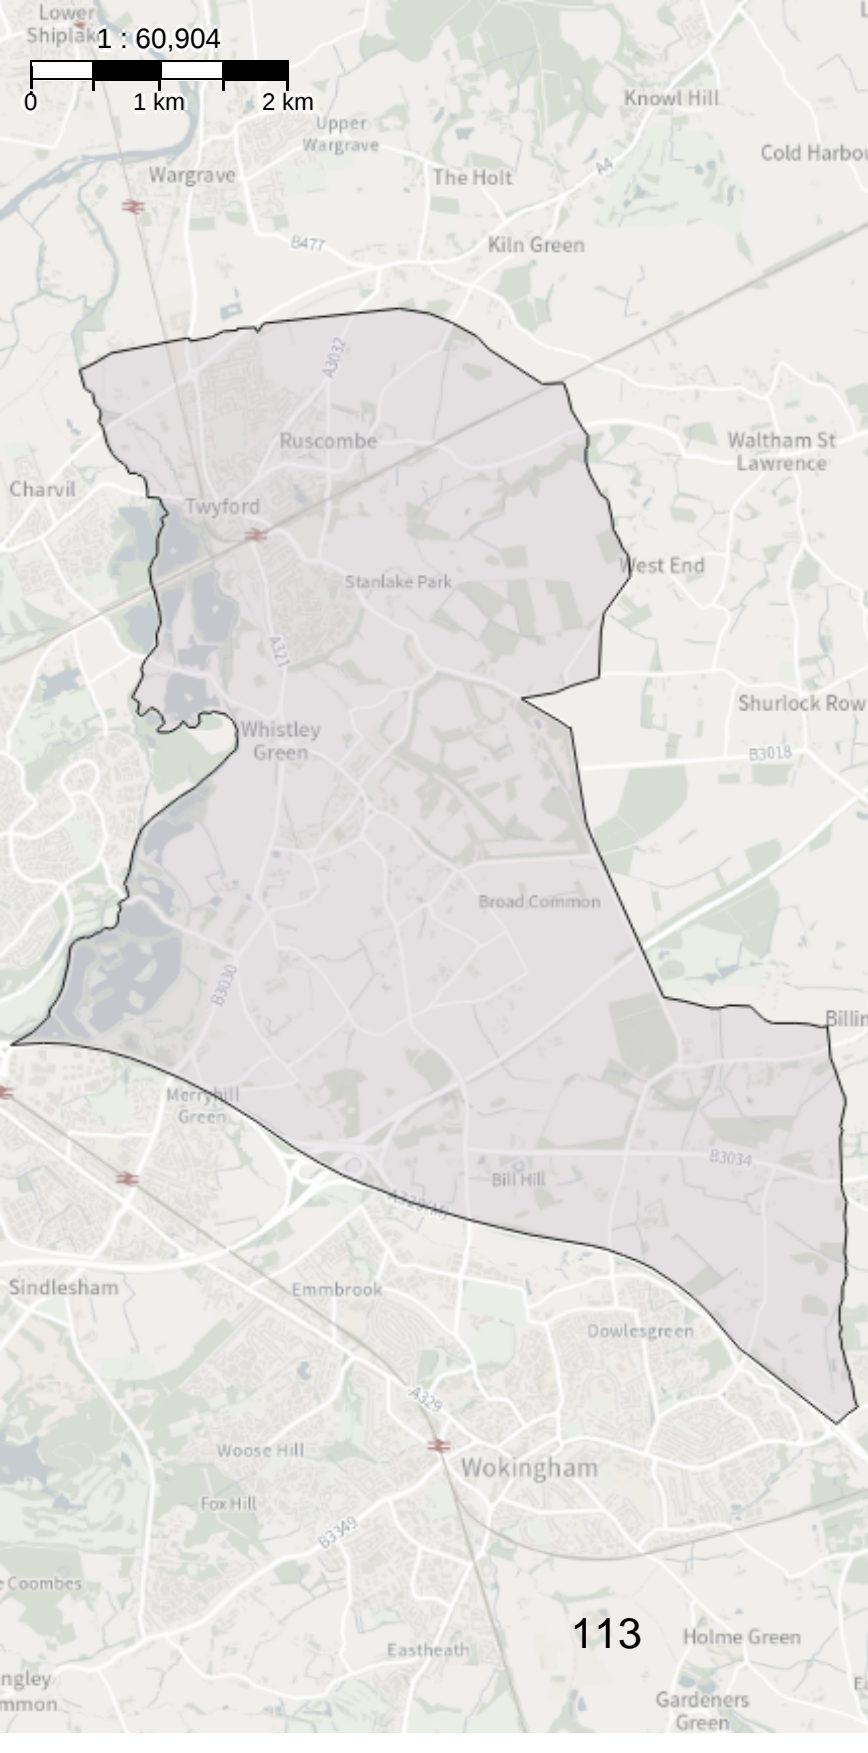 Lower
Shiplak
1 : 60,904
0 1 km 2 km
Knowl Hill
Upper
Wargrave
Cold Harbou
Wargrave
The Holt
A4
B477
Kiln Green
A3032
Ruscombe
Waltham St
Lawrence
Charvil
Twyford
West End
Stanlake Park
A321
Shurlock Row
Whistley
Green
B3018
Broad Common
B3030
Billin
Merryhill
Green
B3034
Bill Hill
A329(M)
Sindlesham
Emmbrook
Dowlesgreen
A329
Woose Hill
Wokingham
Fox Hill
B3349
e Coombes
113
Holme Green
Eastheath
ngley
mmon
Ea
Gardeners
Green